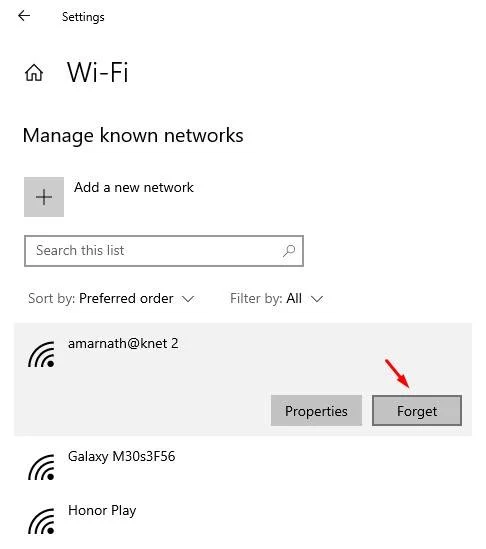 Settings
Wi-Fi
Manage known networks
Add a new network
Search this list
Sort by: Preferred order Filter by: All
amarnath@knet 2
Properties Forget
Galaxy M30s3F56
Honor Play